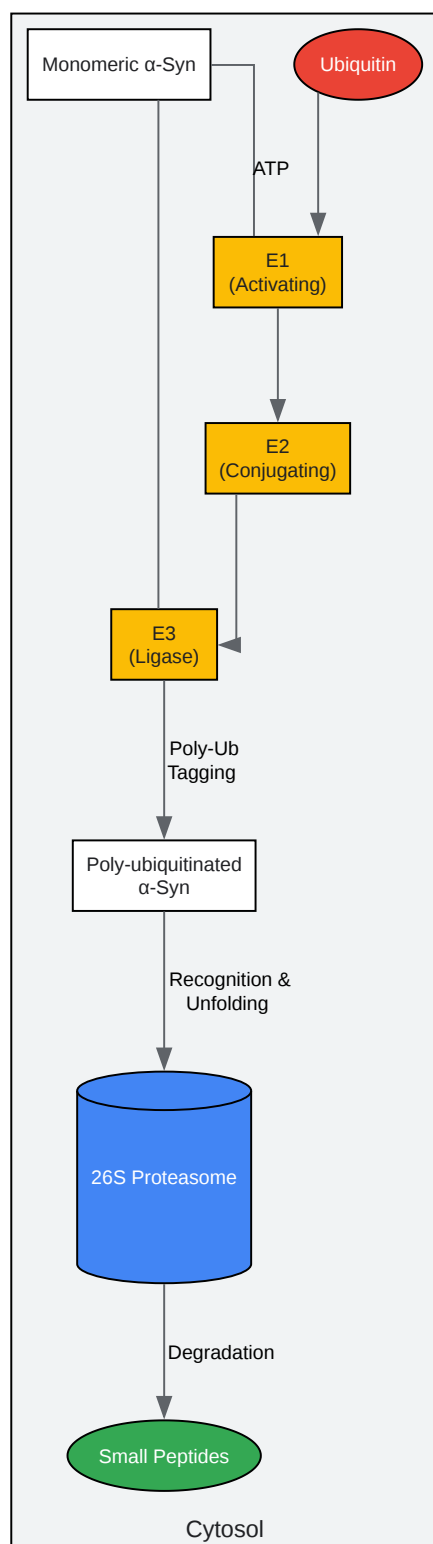 Monomeric α-Syn
Ubiquitin
ATP
E1
(Activating)
E2
(Conjugating)
E3
(Ligase)
Poly-Ub
Tagging
Poly-ubiquitinated
α-Syn
Recognition &
Unfolding
26S Proteasome
Degradation
Small Peptides
Cytosol